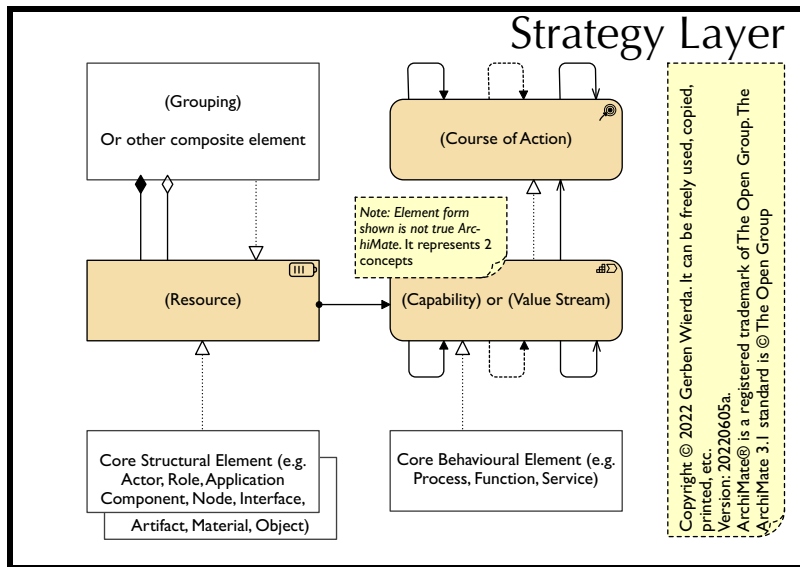 Strategy Layer
(Grouping)
Or other composite element
(Course of Action)
Note: Element form
shown is not true Arc-
hiMate. It represents 2
concepts
(Resource)
(Capability) or (Value Stream)
Core Structural Element (e.g.
Actor, Role, Application
Component, Node, Interface,
Artifact, Material, Object)
Core Behavioural Element (e.g.
Process, Function, Service)
Copyright © 2022 Gerben Wierda. It can be freely used, copied,
printed, etc.
Version: 20220605a.
ArchiMate® is a registered trademark of The Open Group. The
ArchiMate 3.1 standard is © The Open Group